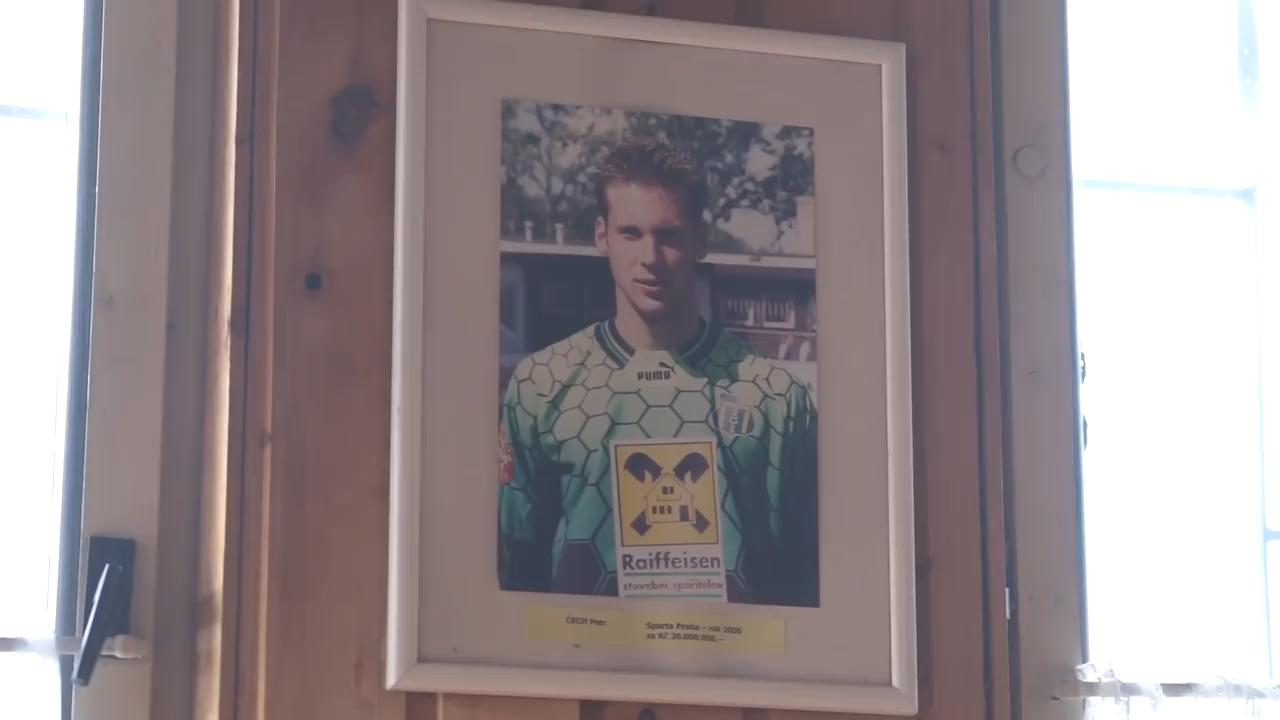 PUMA
Raiffeisen
stavební spořitelna
ČECH Petr
Sparta Praha – rok 2000
za Kč 20.000.000,--